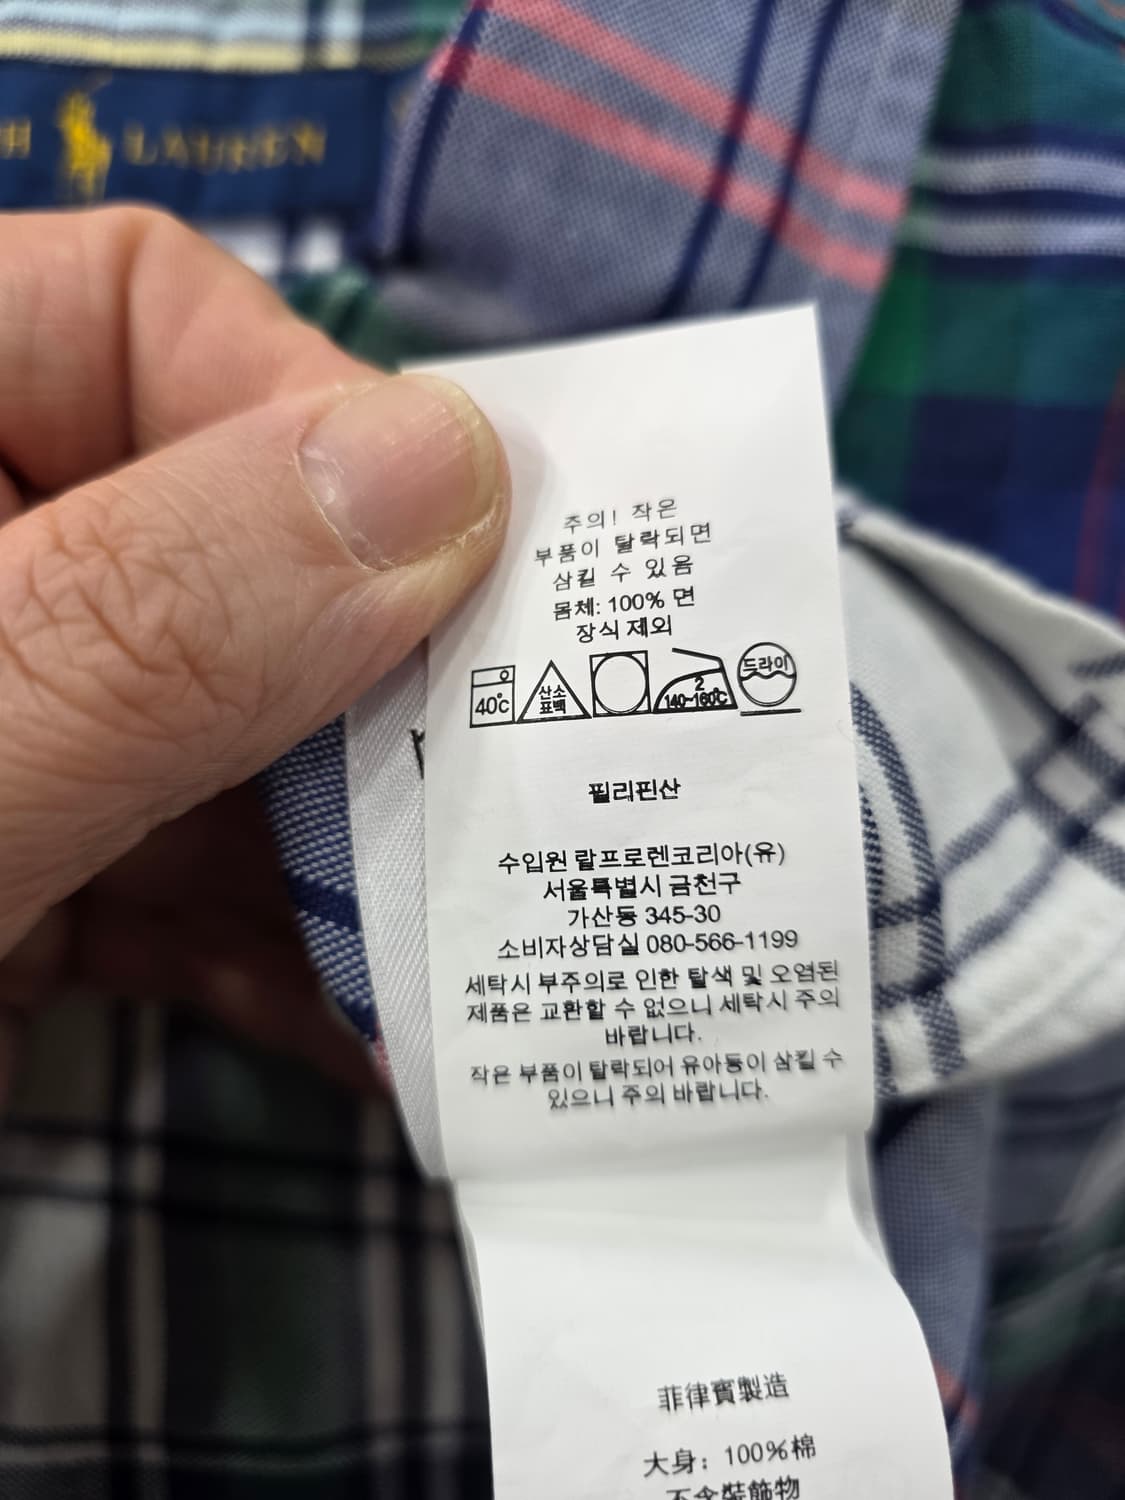 LAUREN
주의! 작은
부품이 탈락되면
삼킬 수 있음
몸체: 100% 면
장식 제외
40℃
산소
표백
2
140~160℃
드라이
필리핀산
수입원 랄프로렌코리아(유)
서울특별시 금천구
가산동 345-30
소비자상담실 080-566-1199
세탁시 부주의로 인한 탈색 및 오염된
제품은 교환할 수 없으니 세탁시 주의
바랍니다.
작은 부품이 탈락되어 유아등이 삼킬 수
있으니 주의 바랍니다.
菲律賓製造
大身: 100%棉
不含裝飾物